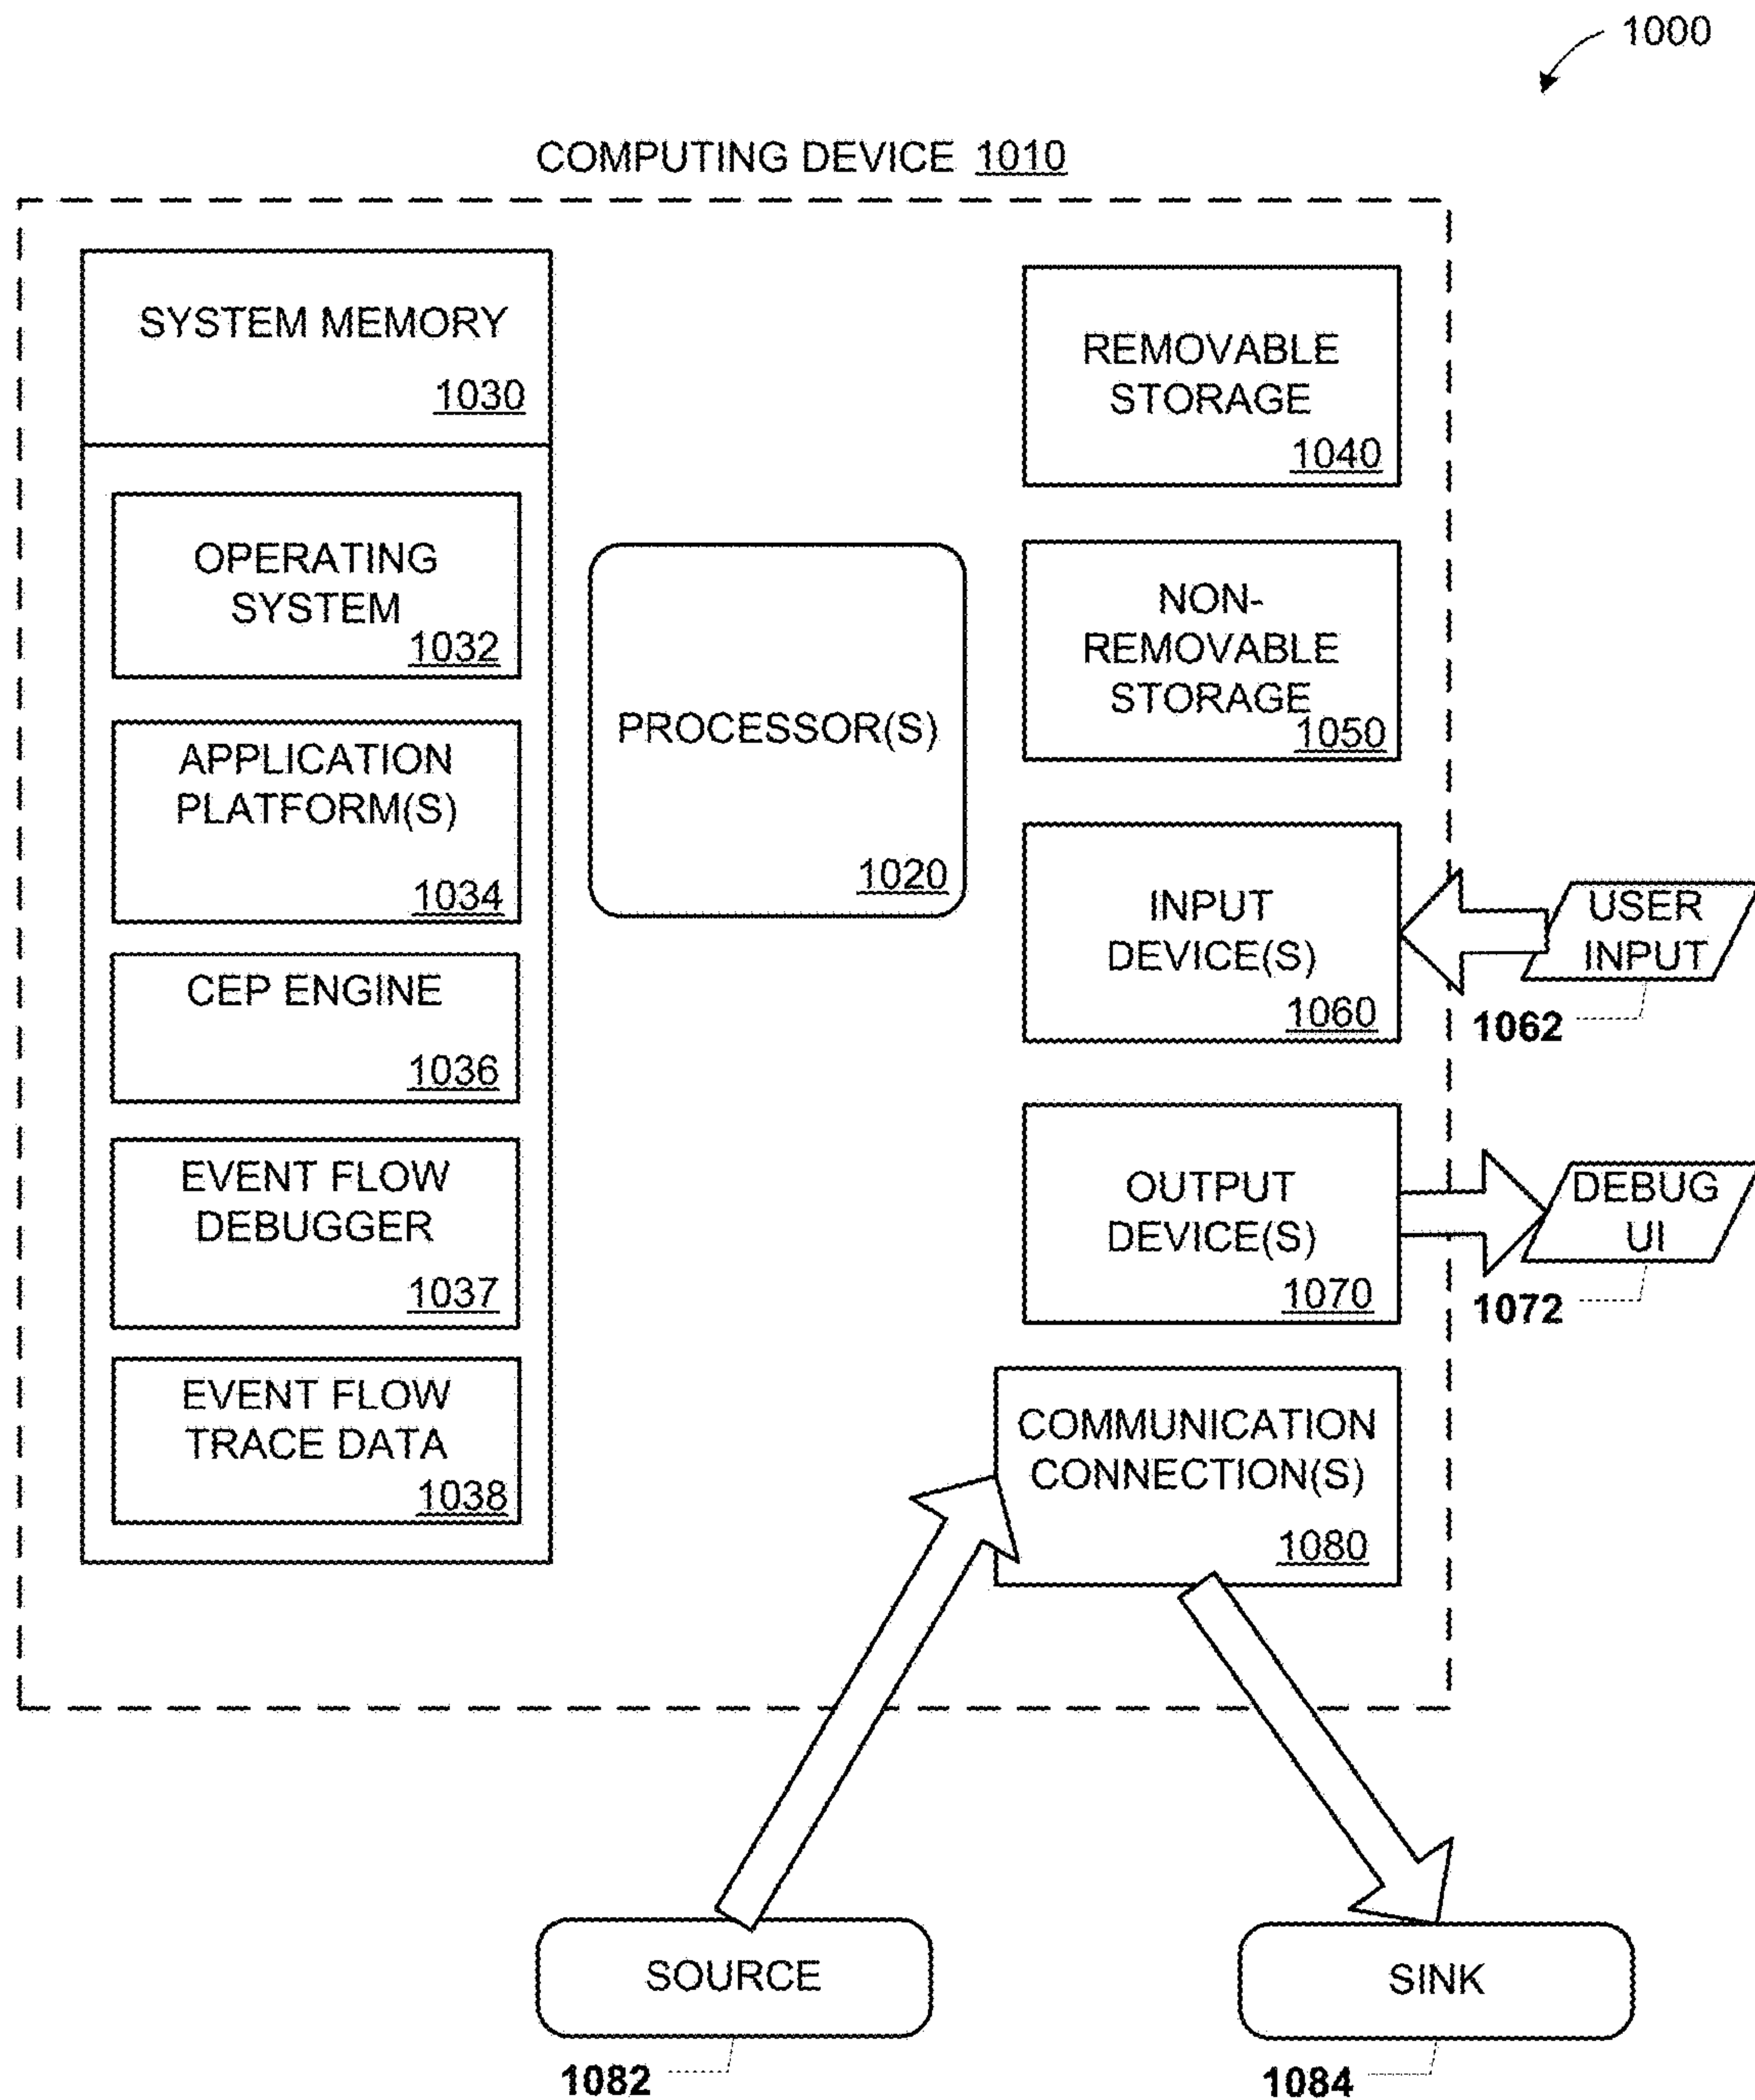 1000
COMPUTING DEVICE 1010
SYSTEM MEMORY
1030
OPERATING
SYSTEM
1032
APPLICATION
PLATFORM(S)
1034
CEP ENGINE
1036
EVENT FLOW
DEBUGGER
1037
EVENT FLOW
TRACE DATA
1038
PROCESSOR(S)
1020
REMOVABLE
STORAGE
1040
NON-
REMOVABLE
STORAGE
1050
INPUT
DEVICE(S)
1060
USER
INPUT
1062
OUTPUT
DEVICE(S)
1070
DEBUG
UI
1072
COMMUNICATION
CONNECTION(S)
1080
SOURCE
1082
SINK
1084